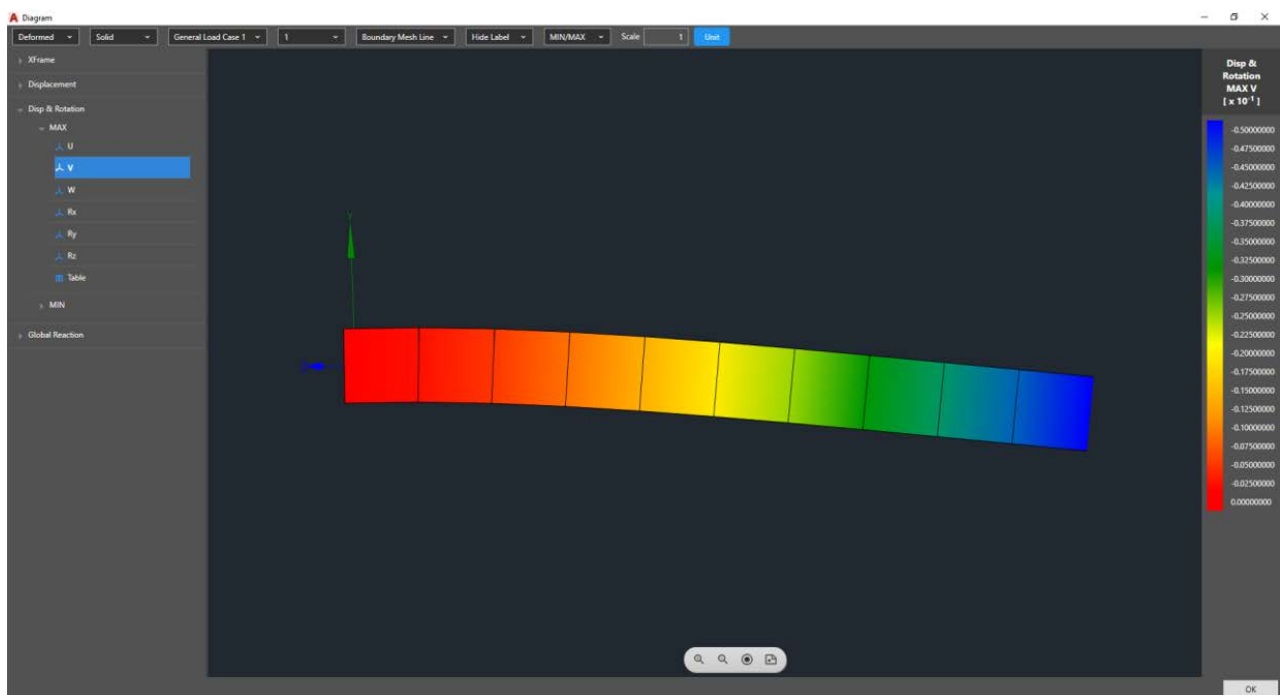 Diagram
Deformed Solid General Load Case 1 1 Boundary Mesh Line Hide Label MIN/MAX Scale 1 Unit
XFrame
Displacement
Disp & Rotation
MAX
U
V
W
Rx
Ry
Rz
Table
MIN
Global Reaction
Y
Disp &
Rotation
MAX V
[ x 10⁻¹ ]
-0.50000000
-0.47500000
-0.45000000
-0.42500000
-0.40000000
-0.37500000
-0.35000000
-0.32500000
-0.30000000
-0.27500000
-0.25000000
-0.22500000
-0.20000000
-0.17500000
-0.15000000
-0.12500000
-0.10000000
-0.07500000
-0.05000000
-0.02500000
0.00000000
OK